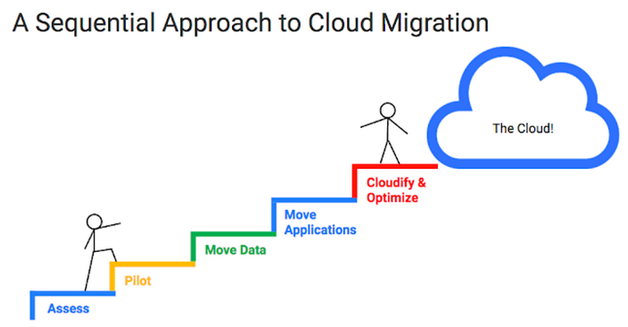 A Sequential Approach to Cloud Migration
The Cloud!
Cloudify &
Optimize
Move
Applications
Move Data
Pilot
Assess